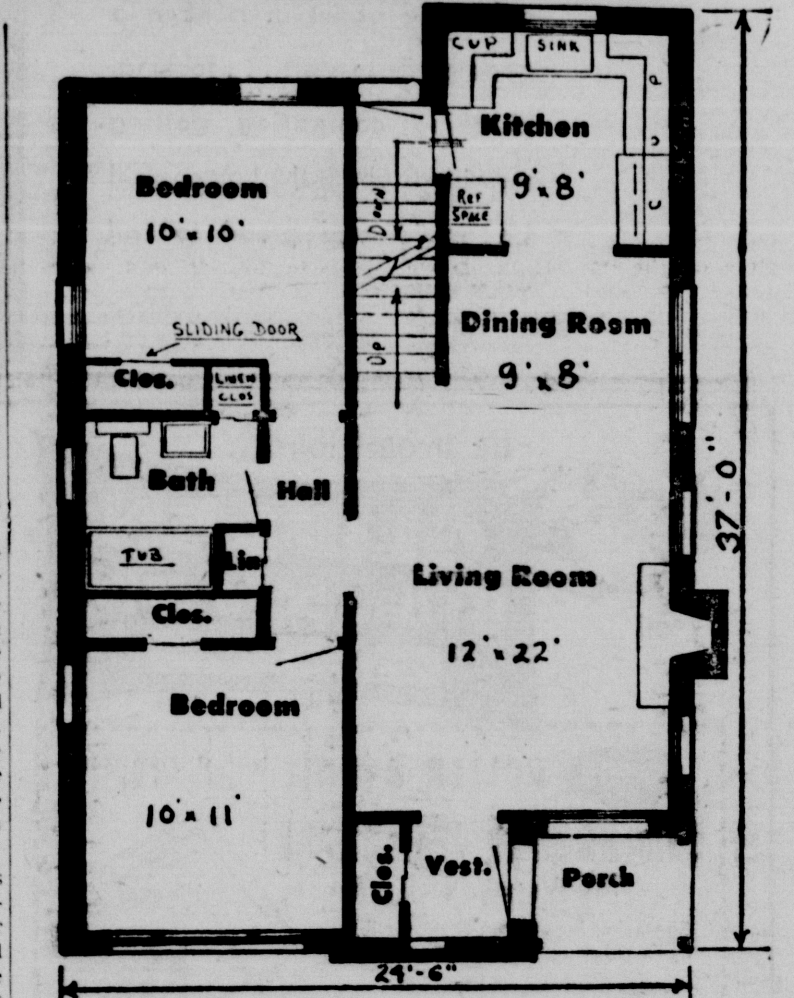 CUP
SINK
Kitchen
9'x8'
C U P
REF
SPACE
Bedroom
10'x10'
DOWN
UP
SLIDING DOOR
Clos.
LINEN
CLOS
Dining Room
9'x8'
Bath
Hall
TUB
Lin
Clos.
Living Room
12'x22'
37'-0"
Bedroom
10'x11'
Clos.
Vest.
Porch
24'-6"